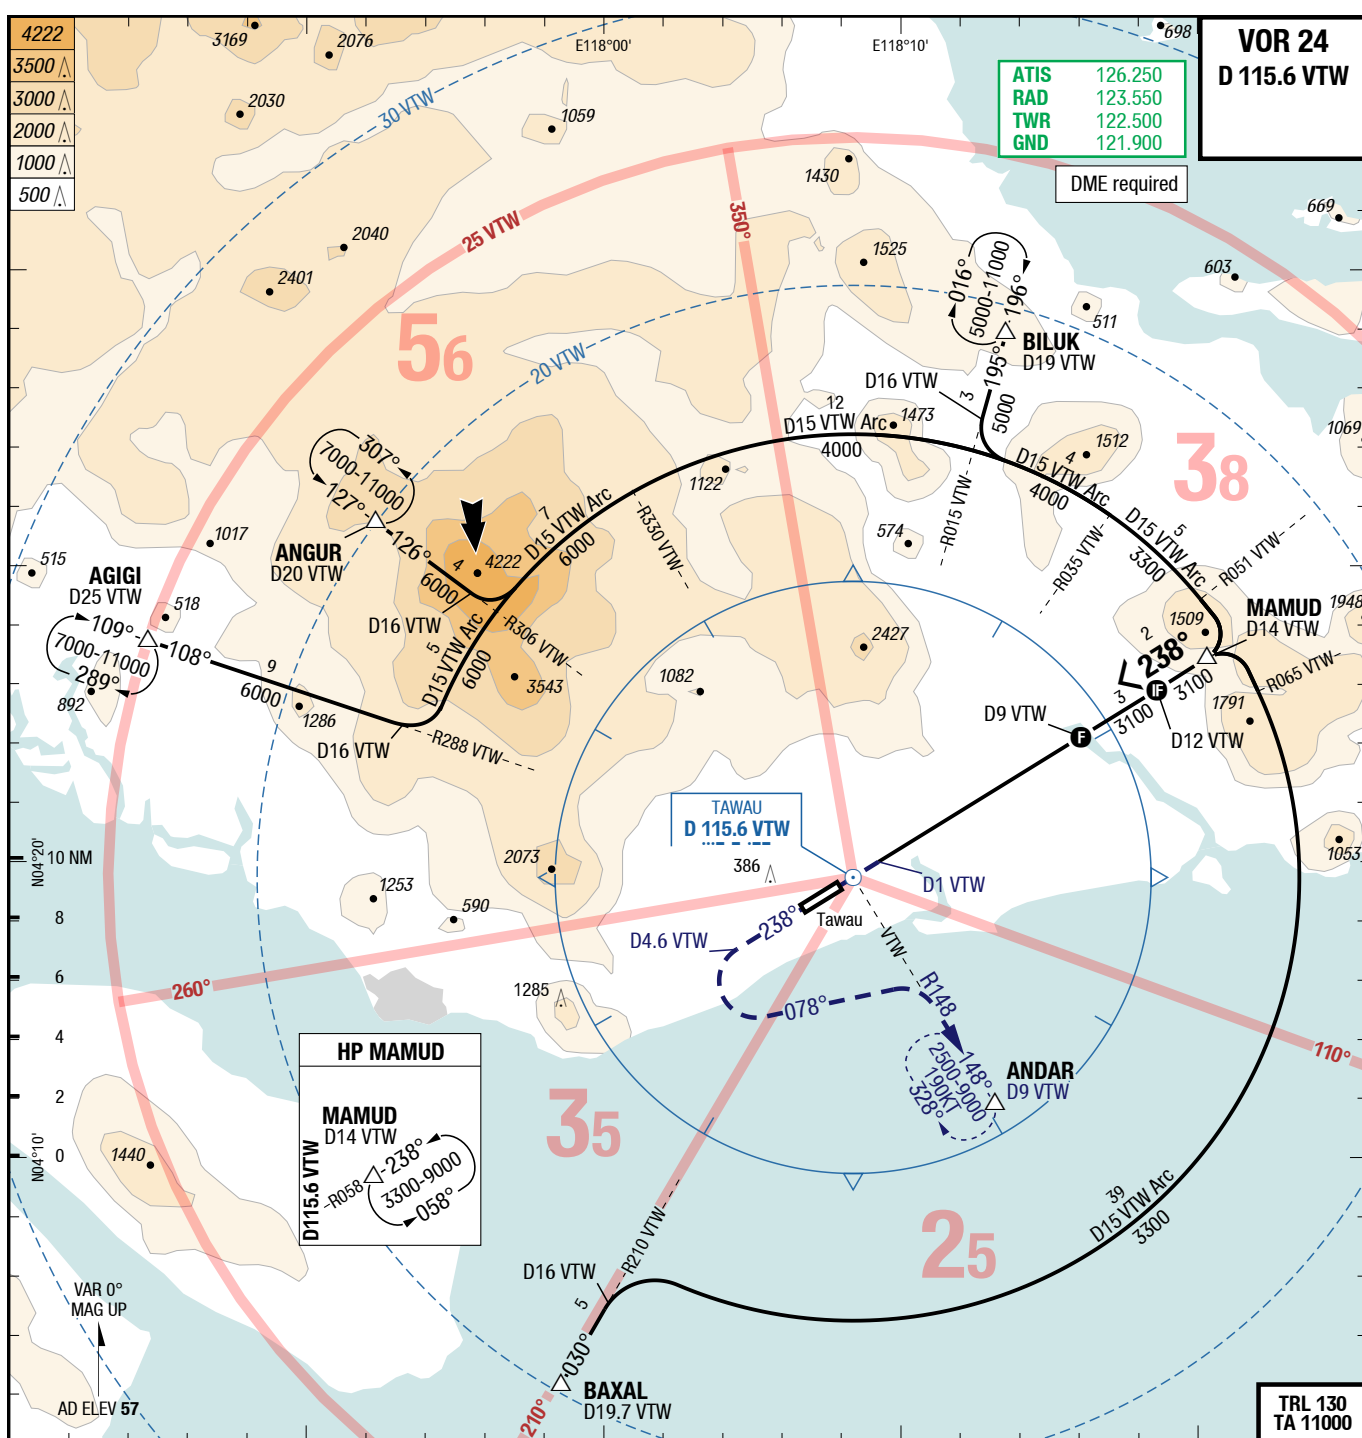 4222
3500
3000
2000
1000
500
3169
2076
2030
1059
E118°00'
E118°10'
698
VOR 24
D 115.6 VTW
ATIS 126.250
RAD 123.550
TWR 122.500
GND 121.900
DME required
30 VTW
25 VTW
20 VTW
350°
1430
669
603
511
2040
2401
1525
56
016°
5000-11000
196°
BILUK
D19 VTW
195°
5000
3
D16 VTW
12
D15 VTW Arc
4000
1473
1512
4
D15 VTW Arc
4000
38
1069
307°
7000-11000
127°
ANGUR
D20 VTW
126°
4
6000
D16 VTW
4222
7
D15 VTW Arc
6000
1122
R330 VTW
574
R015 VTW
R035 VTW
5
D15 VTW Arc
3300
R051 VTW
1017
515
AGIGI
D25 VTW
518
109°
7000-11000
289°
892
108°
9
6000
1286
D16 VTW
R288 VTW
R306 VTW
5
D15 VTW Arc
6000
3543
1082
2427
1509
MAMUD
D14 VTW
1948
2
238°
3100
IF
3
3100
D12 VTW
R065 VTW
1791
D9 VTW
F
TAWAU
D 115.6 VTW
386
2073
1253
590
1285
D1 VTW
Tawau
238°
D4.6 VTW
078°
VTW
R148
148°
2500-9000
190KT
328°
ANDAR
D9 VTW
1053
110°
260°
N04°20'
10 NM
8
6
4
2
0
N04°10'
1440
HP MAMUD
MAMUD
D14 VTW
D115.6 VTW
R058
238°
3300-9000
058°
35
25
39
D15 VTW Arc
3300
R210 VTW
D16 VTW
5
030°
BAXAL
D19.7 VTW
210°
VAR 0°
MAG UP
AD ELEV 57
TRL 130
TA 11000